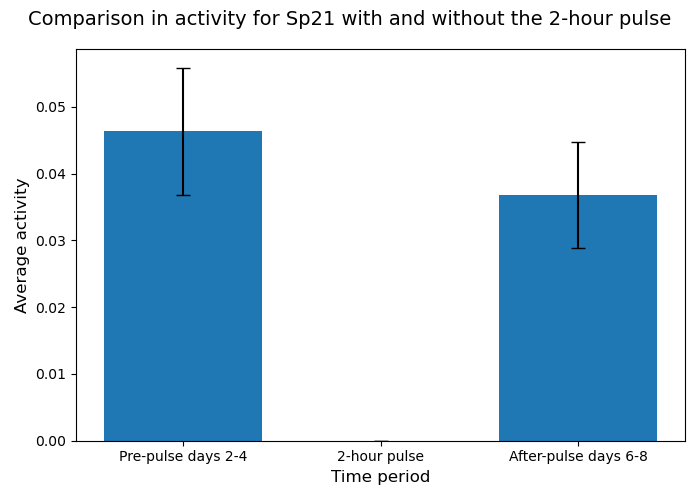 Comparison in activity for Sp21 with and without the 2-hour pulse
Average activity
0.05
0.04
0.03
0.02
0.01
0.00
Pre-pulse days 2-4
2-hour pulse
After-pulse days 6-8
Time period